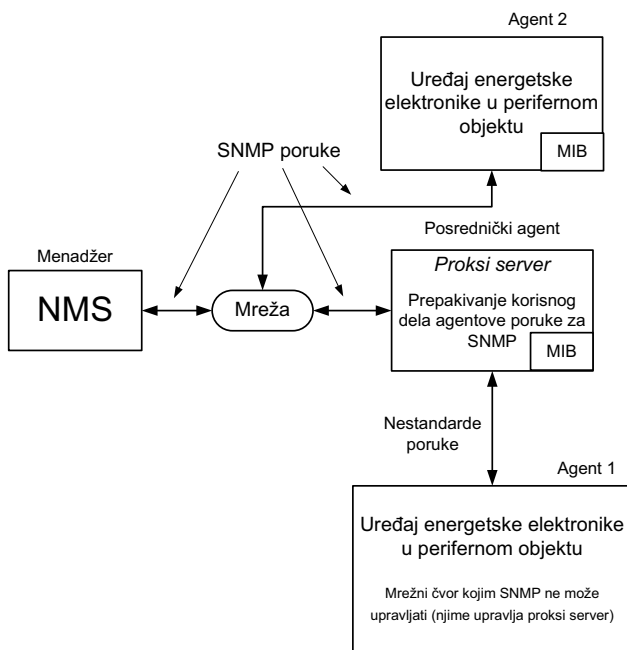 Agent 2
Uređaj energetske
elektronike u perifernom
objektu
MIB
SNMP poruke
Posrednički agent
Menadžer
NMS
Mreža
Proksi server
Prepakivanje korisnog
dela agentove poruke za
SNMP
MIB
Nestandarde
poruke
Agent 1
Uređaj energetske elektronike
u perifernom objektu
Mrežni čvor kojim SNMP ne može
upravljati (njime upravlja proksi server)